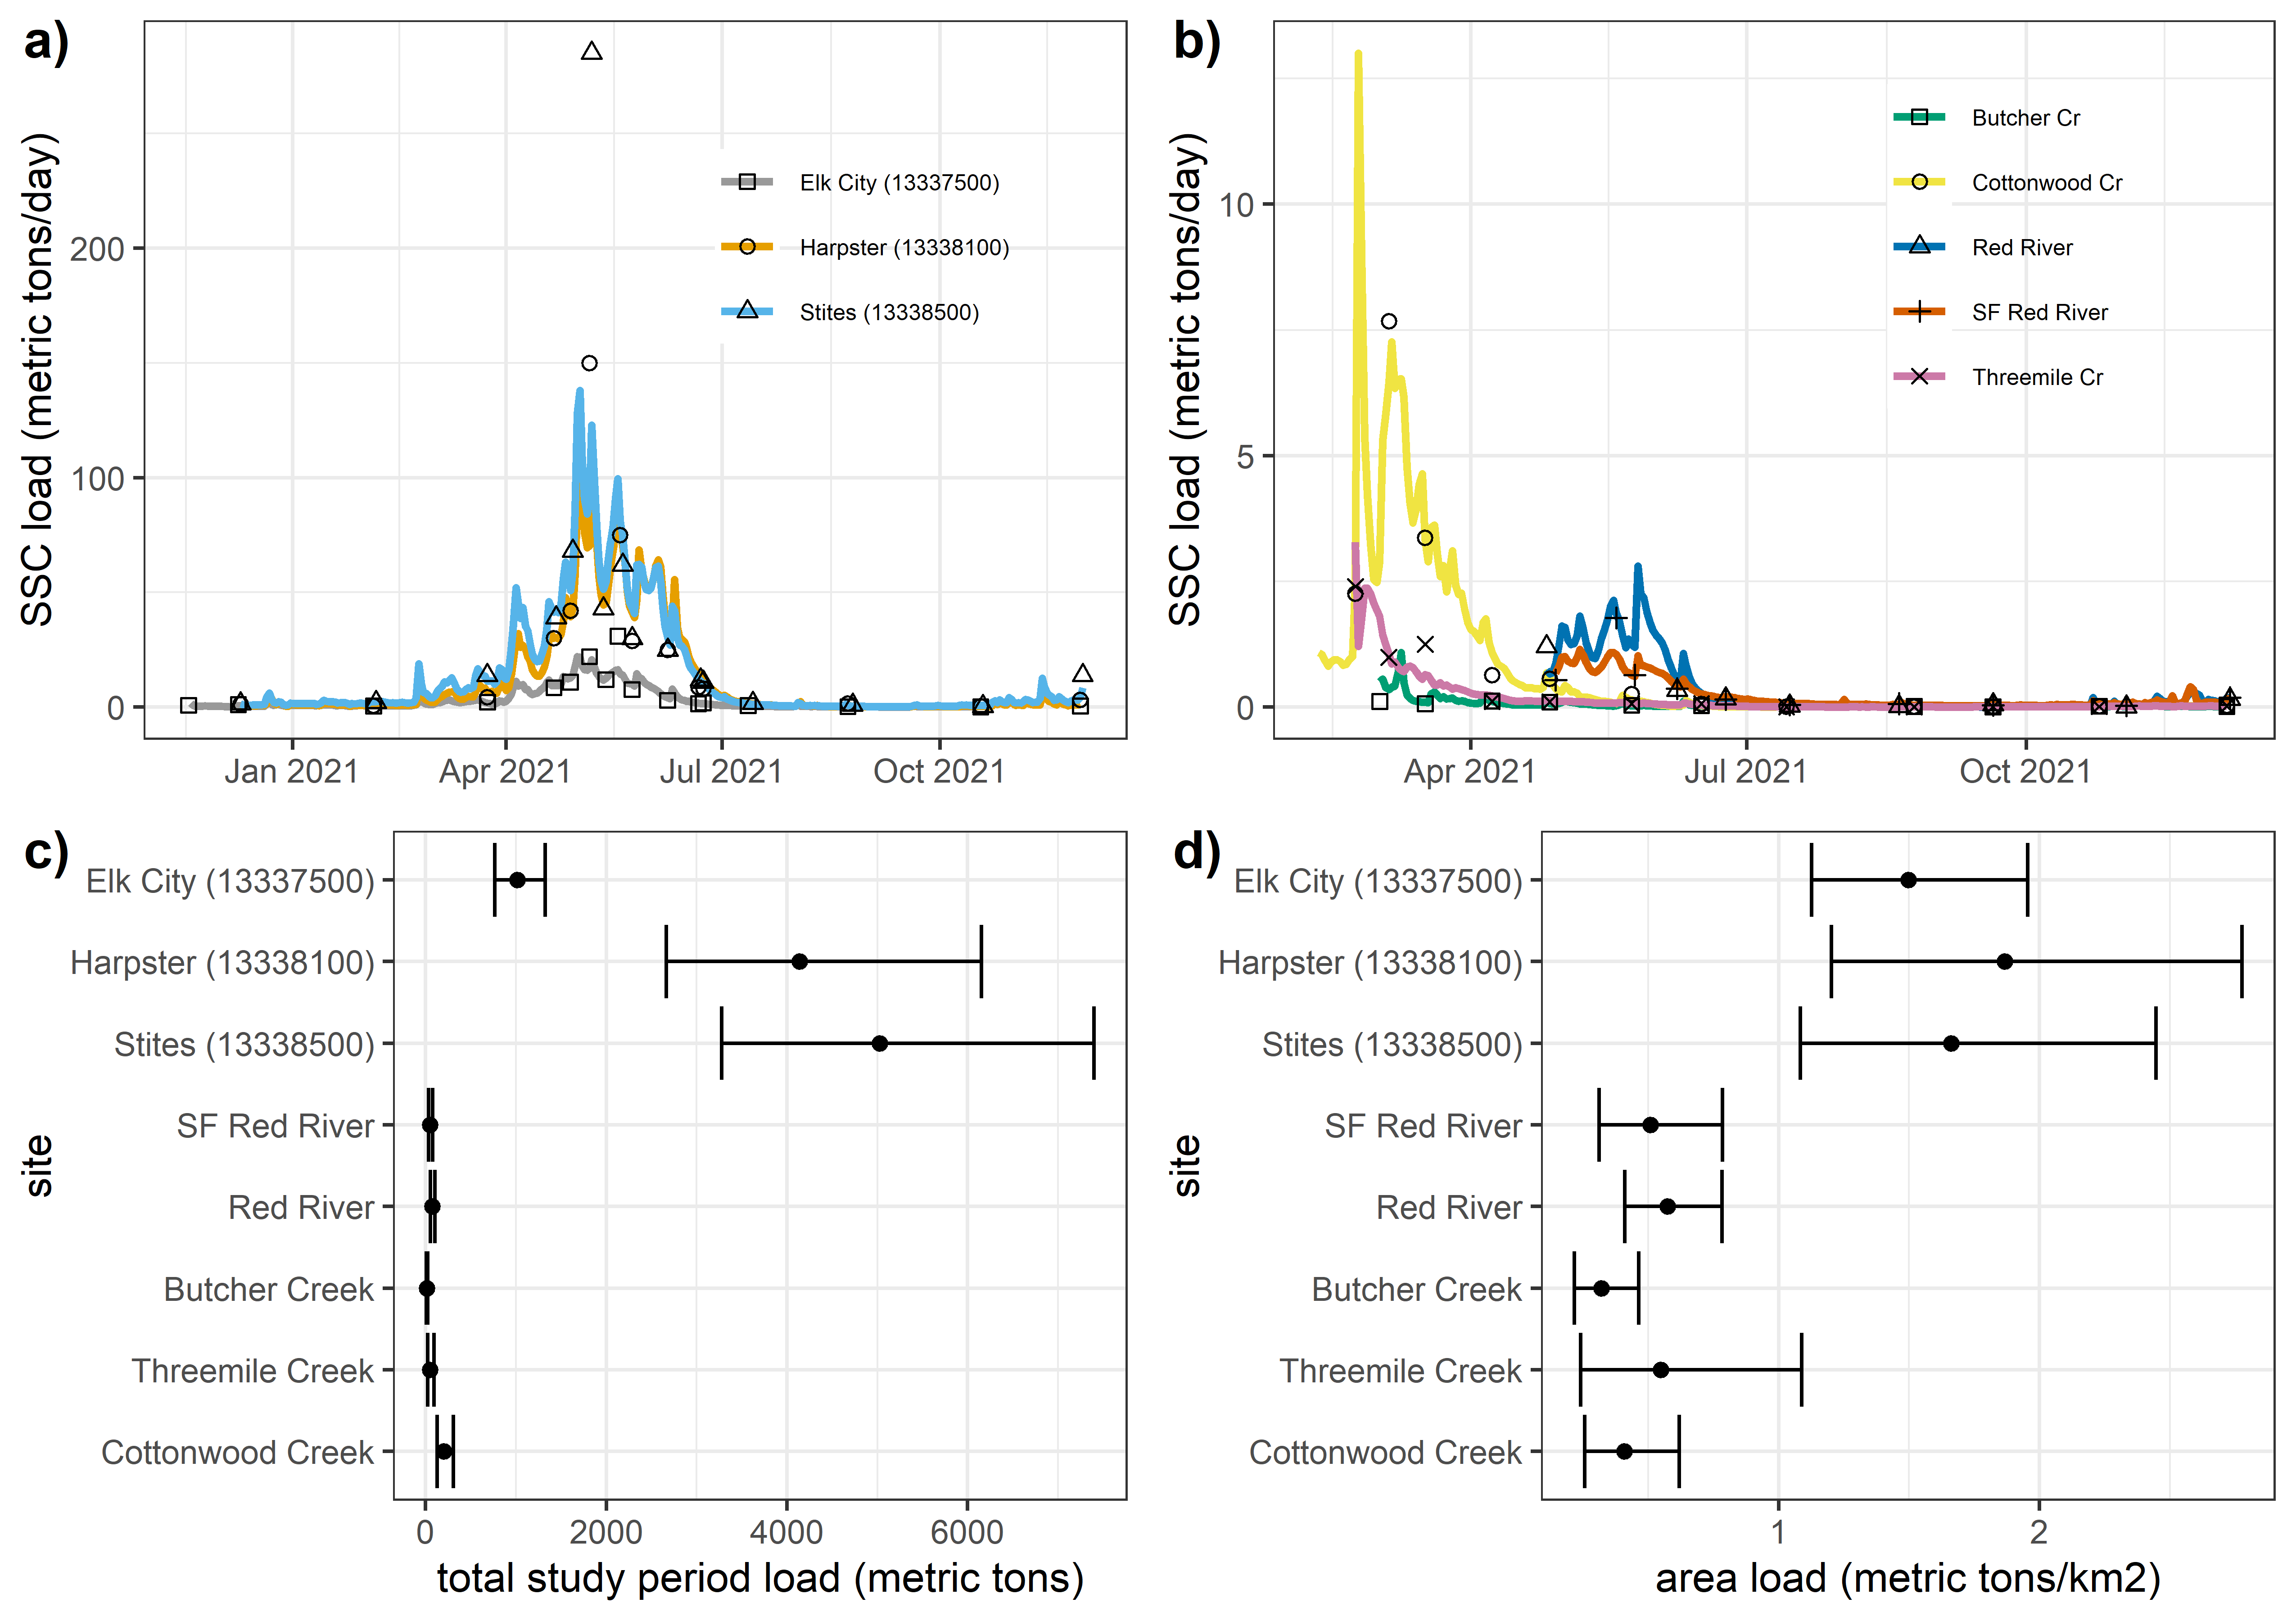 a)
SSC load (metric tons/day)
200
100
0
Elk City (13337500)
Harpster (13338100)
Stites (13338500)
Jan 2021
Apr 2021
Jul 2021
Oct 2021
b)
SSC load (metric tons/day)
10
5
0
Butcher Cr
Cottonwood Cr
Red River
SF Red River
Threemile Cr
Apr 2021
Jul 2021
Oct 2021
c)
site
Elk City (13337500)
Harpster (13338100)
Stites (13338500)
SF Red River
Red River
Butcher Creek
Threemile Creek
Cottonwood Creek
0
2000
4000
6000
total study period load (metric tons)
d)
site
Elk City (13337500)
Harpster (13338100)
Stites (13338500)
SF Red River
Red River
Butcher Creek
Threemile Creek
Cottonwood Creek
1
2
area load (metric tons/km2)